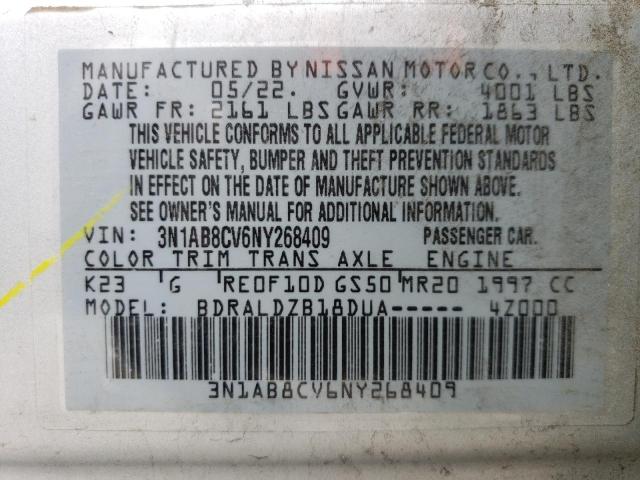 MANUFACTURED BY NISSAN MOTOR CO., LTD.
DATE: 05/22. GVWR: 4001 LBS
GAWR FR: 2161 LBS GAWR RR: 1863 LBS
THIS VEHICLE CONFORMS TO ALL APPLICABLE FEDERAL MOTOR
VEHICLE SAFETY, BUMPER AND THEFT PREVENTION STANDARDS
IN EFFECT ON THE DATE OF MANUFACTURE SHOWN ABOVE.
SEE OWNER'S MANUAL FOR ADDITIONAL INFORMATION.
VIN: 3N1AB8CV6NY268409 PASSENGER CAR.
COLOR TRIM TRANS AXLE ENGINE
K23 G RE0F10D GS50 MR20 1997 CC
MODEL: BDRALDZB18DUA----- 4Z000
3N1AB8CV6NY268409